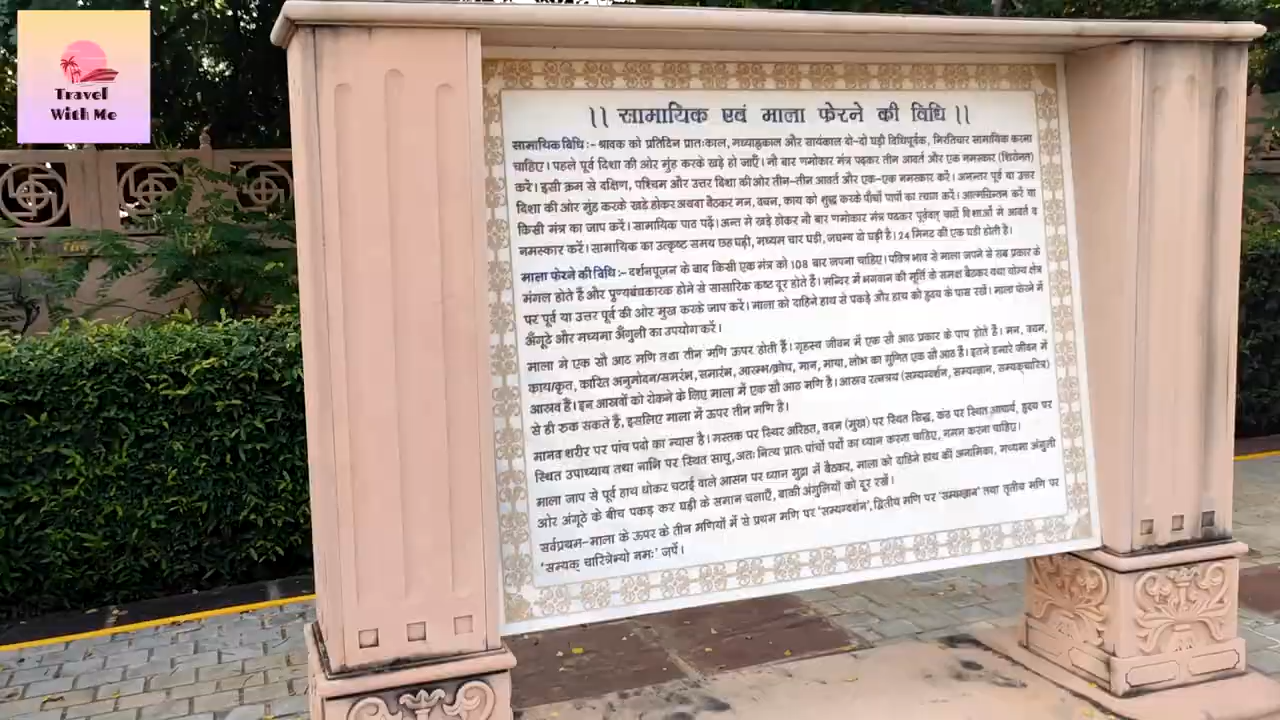 Travel
With Me
।। सामायिक एवं माला फेरने की विधि ।।
सामायिक विधि :- श्रावक को प्रतिदिन प्रातःकाल, मध्याह्नकाल और सायंकाल दो-दो घड़ी विधिपूर्वक, निरतिचार सामायिक करना
चाहिए। पहले पूर्व दिशा की ओर मुंह करके खड़े हो जाएँ। नौ बार णमोकार मंत्र पढ़कर तीन आवर्त और एक नमस्कार (शिरोनत)
करे। इसी क्रम से दक्षिण, पश्चिम और उत्तर दिशा की ओर तीन-तीन आवर्त और एक-एक नमस्कार करें। अनन्तर पूर्व या उत्तर
दिशा की ओर मुंह करके खड़े होकर अथवा बैठकर मन, वचन, काय को शुद्ध करके पाँचों पापों का त्याग करें। आत्मचिंतन करें या
किसी मंत्र का जाप करें। सामायिक पाठ पढ़ें। अन्त में खड़े होकर नौ बार णमोकार मंत्र पढ़कर पूर्ववत् चारों दिशाओं में आवर्त व
नमस्कार करें। सामायिक का उत्कृष्ट समय छह घड़ी, मध्यम चार घड़ी, जघन्य दो घड़ी है। 24 मिनट की एक घड़ी होती है।
माला फेरने की विधि :- दर्शनपूजन के बाद किसी एक मंत्र को 108 बार जपना चाहिए। पवित्र भाव से माला जपने से सब प्रकार के
मंगल होते हैं और पुण्यबंधकारक होने से सांसारिक कष्ट दूर होते हैं। मन्दिर में भगवान की मूर्ति के समक्ष बैठकर यथा योग्य क्षेत्र
पर पूर्व या उत्तर पूर्व की ओर मुख करके जाप करें। माला को दाहिने हाथ से पकड़े और हाथ को हृदय के पास रखें। माला फेरने में
अँगूठे और मध्यमा अँगुली का उपयोग करें।
माला में एक सौ आठ मणि तथा तीन मणि ऊपर होती हैं। गृहस्थ जीवन में एक सौ आठ प्रकार के पाप होते हैं। मन, वचन,
काय/कृत, कारित अनुमोदन/समरंभ, समारंभ, आरम्भ/क्रोध, मान, माया, लोभ का गुणित एक सौ आठ है। इतने हमारे जीवन में
आस्रव हैं। इन आस्रवों को रोकने के लिए माला में एक सौ आठ मणि है। आस्रव रत्नत्रय (सम्यग्दर्शन, सम्यग्ज्ञान, सम्यक्चारित्र)
से ही रुक सकते हैं, इसलिए माला में ऊपर तीन मणि है।
मानव शरीर पर पांच पदों का न्यास है। मस्तक पर स्थिर अरिहंत, वदन (मुख) पर स्थित सिद्ध, कंठ पर स्थित आचार्य, हृदय पर
स्थित उपाध्याय तथा नाभि पर स्थित साधू, अतः नित्य प्रातः पांचों पदों का ध्यान करना चाहिए, नमन करना चाहिए।
माला जाप से पूर्व हाथ धोकर चटाई वाले आसन पर ध्यान मुद्रा में बैठकर, माला को दाहिने हाथ की अनामिका, मध्यमा अंगुली
ओर अंगूठे के बीच पकड़ कर घड़ी के समान चलाएँ, बाकी अंगुलियों को दूर रखें।
सर्वप्रथम-माला के ऊपर के तीन मणियों में से प्रथम मणि पर 'सम्यग्दर्शन', द्वितीय मणि पर 'सम्यग्ज्ञान' तथा तृतीय मणि पर
'सम्यक् चारित्रेभ्यो नमः' जपें।